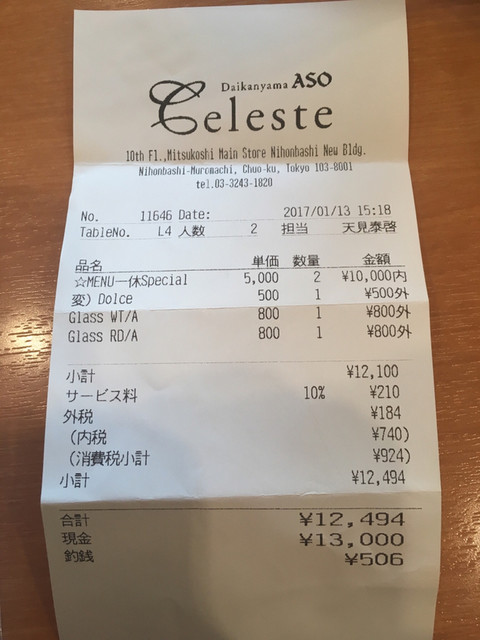 Daikanyama ASO
Celeste
10th Fl.,Mitsukoshi Main Store Nihonbashi New Bldg.
Nihonbashi-Muromachi, Chuo-ku, Tokyo 103-8001
tel.03-3243-1820
No. 11646 Date: 2017/01/13 15:18
TableNo. L4 人数 2 担当 天見泰啓
品名 単価 数量 金額
☆MENU一休Special 5,000 2 ¥10,000内
変）Dolce 500 1 ¥500外
Glass WT/A 800 1 ¥800外
Glass RD/A 800 1 ¥800外
小計 ¥12,100
サービス料 10% ¥210
外税 ¥184
(内税 ¥740)
(消費税小計 ¥924)
小計 ¥12,494
合計 ¥12,494
現金 ¥13,000
釣銭 ¥506